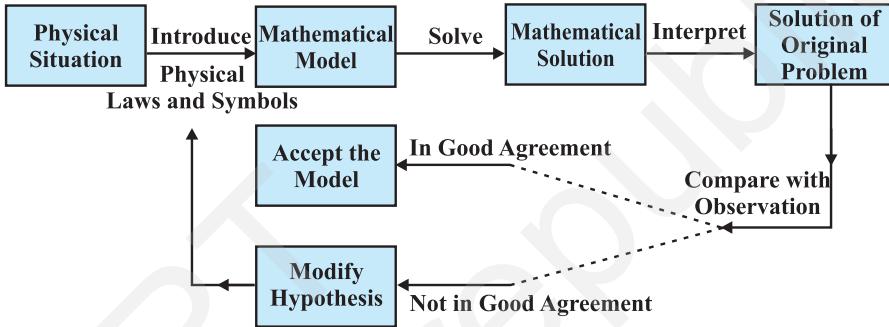 Physical
Situation
Introduce
Physical
Laws and Symbols
Mathematical
Model
Solve
Mathematical
Solution
Interpret
Solution of
Original
Problem
Accept the
Model
In Good Agreement
Compare with
Observation
Modify
Hypothesis
Not in Good Agreement